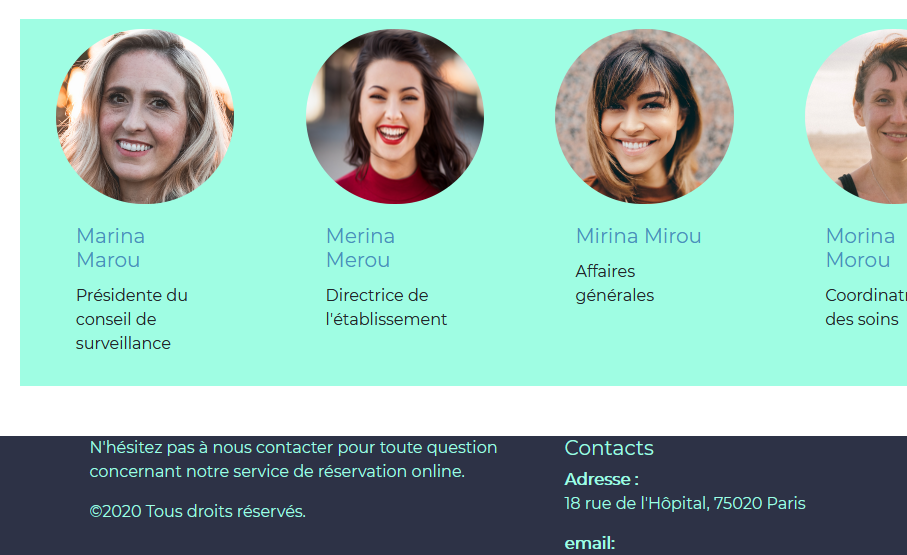 Marina
Marou
Présidente du
conseil de
surveillance
Merina
Merou
Directrice de
l'établissement
Mirina Mirou
Affaires
générales
Morina
Morou
des soins
N'hésitez pas à nous contacter pour toute question
concernant notre service de réservation online.
©2020 Tous droits réservés.
Contacts
Adresse :
18 rue de l'Hôpital, 75020 Paris
email: